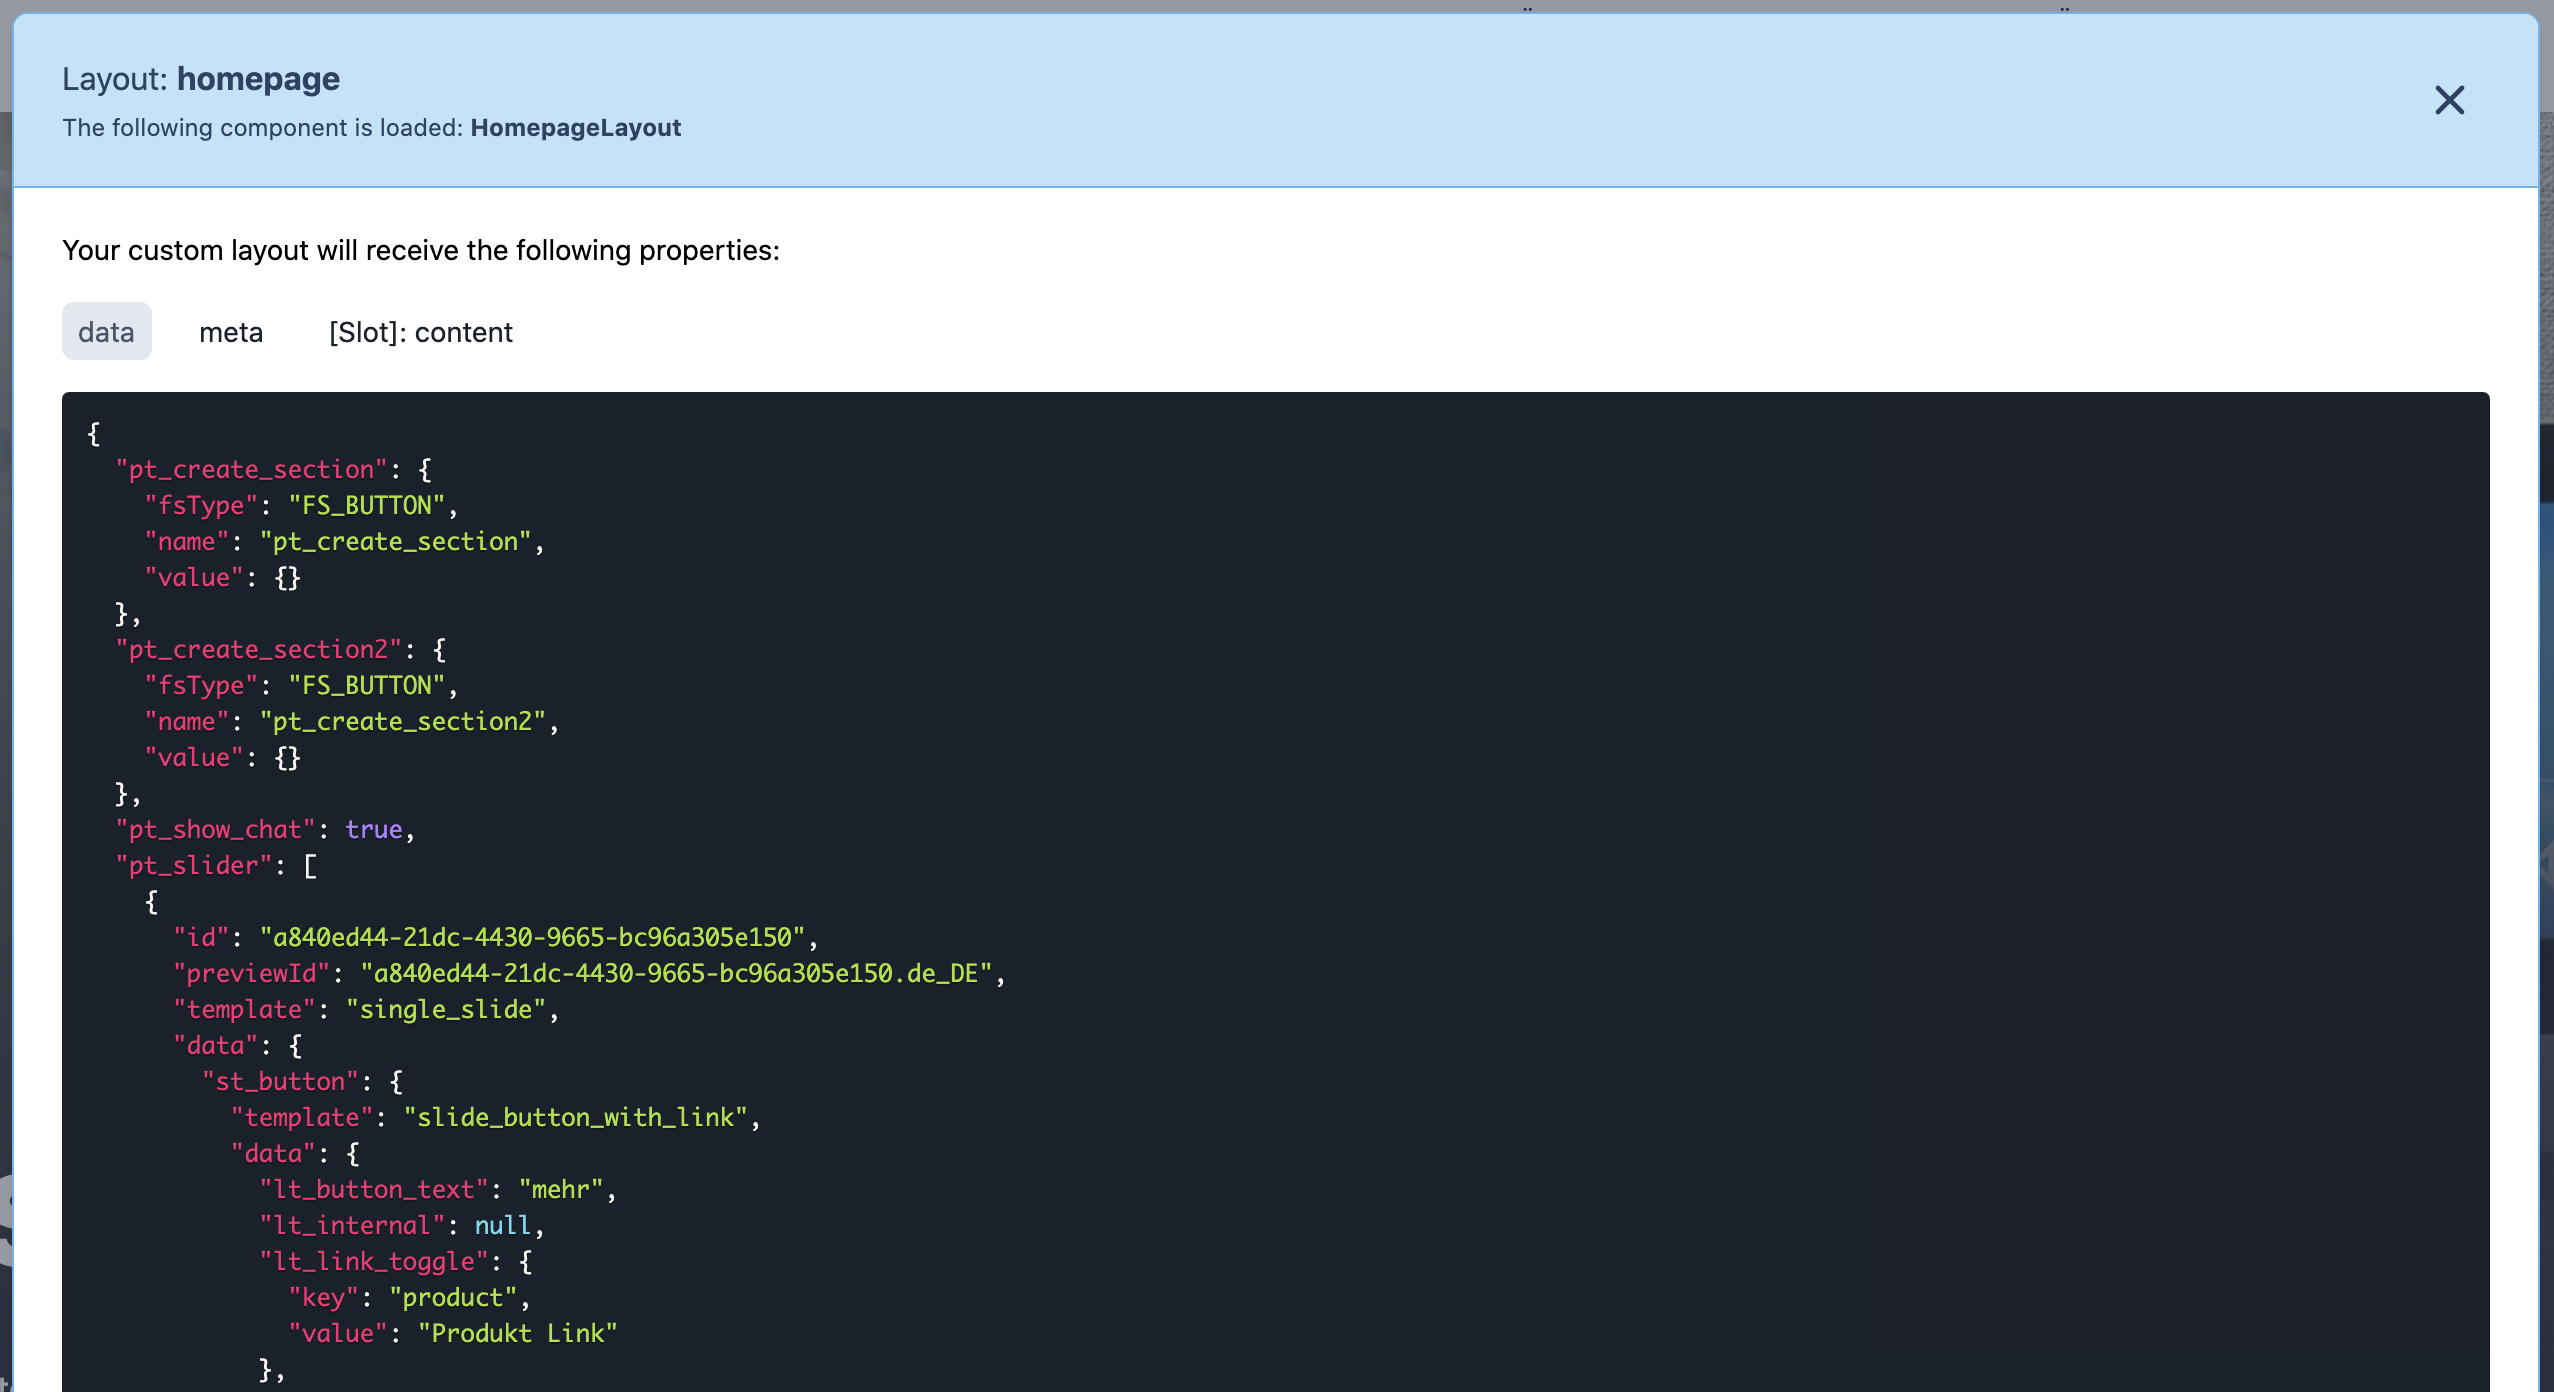 Layout: homepage
The following component is loaded: HomepageLayout
Your custom layout will receive the following properties:
data meta [Slot]: content
{
  "pt_create_section": {
    "fsType": "FS_BUTTON",
    "name": "pt_create_section",
    "value": {}
  },
  "pt_create_section2": {
    "fsType": "FS_BUTTON",
    "name": "pt_create_section2",
    "value": {}
  },
  "pt_show_chat": true,
  "pt_slider": [
    {
      "id": "a840ed44-21dc-4430-9665-bc96a305e150",
      "previewId": "a840ed44-21dc-4430-9665-bc96a305e150.de_DE",
      "template": "single_slide",
      "data": {
        "st_button": {
          "template": "slide_button_with_link",
          "data": {
            "lt_button_text": "mehr",
            "lt_internal": null,
            "lt_link_toggle": {
              "key": "product",
              "value": "Produkt Link"
            },